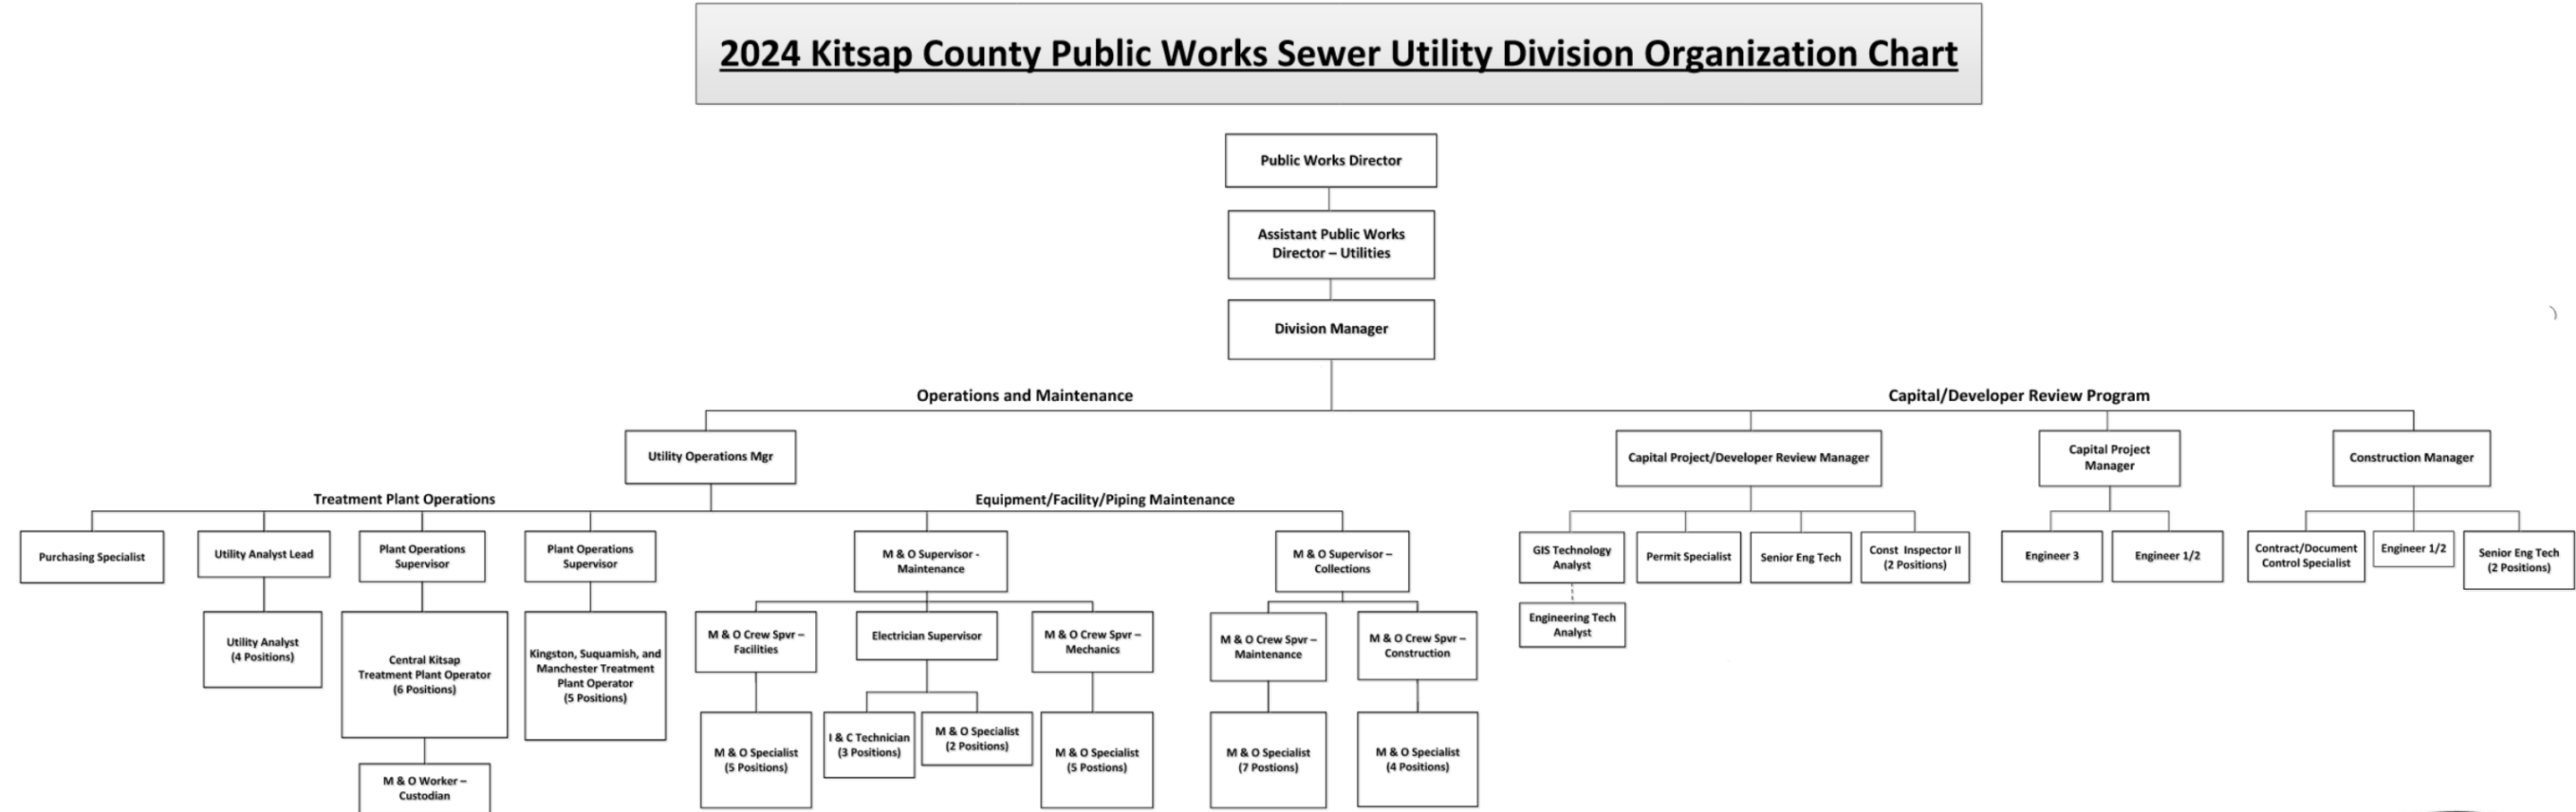 2024 Kitsap County Public Works Sewer Utility Division Organization Chart
Public Works Director
Assistant Public Works
Director – Utilities
Division Manager
Operations and Maintenance
Capital/Developer Review Program
Utility Operations Mgr
Capital Project/Developer Review Manager
Capital Project
Manager
Construction Manager
Treatment Plant Operations
Equipment/Facility/Piping Maintenance
Purchasing Specialist
Utility Analyst Lead
Plant Operations
Supervisor
Plant Operations
Supervisor
M & O Supervisor -
Maintenance
M & O Supervisor –
Collections
GIS Technology
Analyst
Permit Specialist
Senior Eng Tech
Const Inspector II
(2 Positions)
Engineer 3
Engineer 1/2
Contract/Document
Control Specialist
Engineer 1/2
Senior Eng Tech
(2 Positions)
Utility Analyst
(4 Positions)
Central Kitsap
Treatment Plant Operator
(6 Positions)
Kingston, Suquamish, and
Manchester Treatment
Plant Operator
(5 Positions)
M & O Crew Spvr –
Facilities
Electrician Supervisor
M & O Crew Spvr –
Mechanics
M & O Crew Spvr –
Maintenance
M & O Crew Spvr –
Construction
Engineering Tech
Analyst
M & O Specialist
(5 Positions)
I & C Technician
(3 Positions)
M & O Specialist
(2 Positions)
M & O Specialist
(5 Postions)
M & O Specialist
(7 Postions)
M & O Specialist
(4 Positions)
M & O Worker –
Custodian